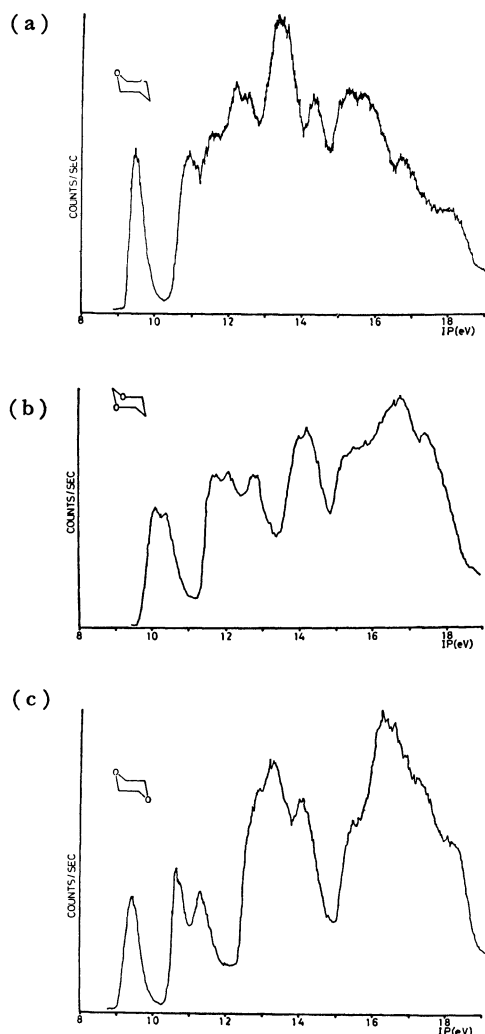 (a)
O
COUNTS/SEC
8 10 12 14 16 18
IP(eV)
(b)
O
O
COUNTS/SEC
8 10 12 14 16 18
IP(eV)
(c)
O
O
COUNTS/SEC
8 10 12 14 16 18
IP(eV)